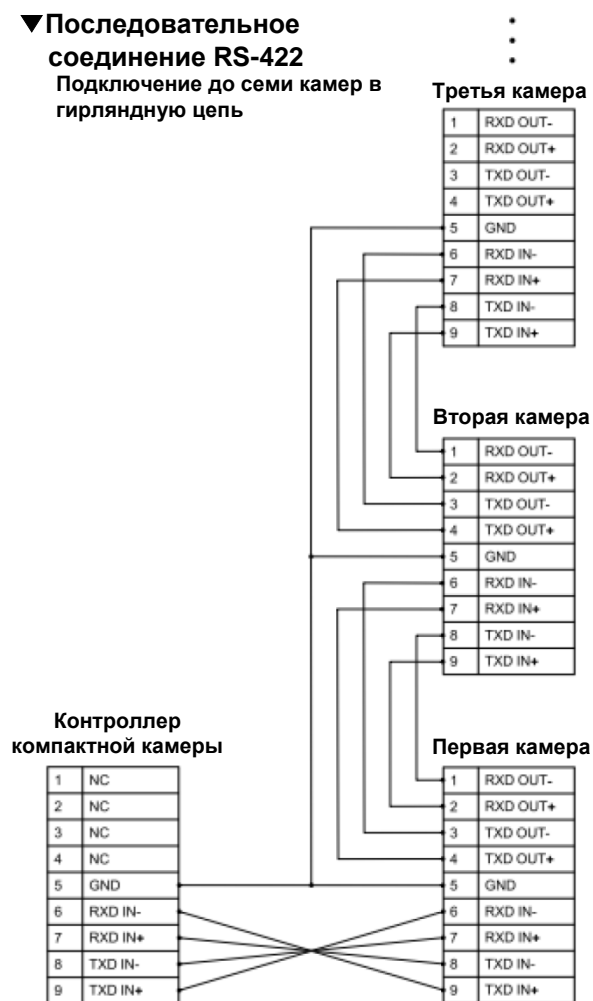 ▼Последовательное
соединение RS-422
Подключение до семи камер в
гирляндную цепь
Третья камера
1 RXD OUT-
2 RXD OUT+
3 TXD OUT-
4 TXD OUT+
5 GND
6 RXD IN-
7 RXD IN+
8 TXD IN-
9 TXD IN+
Вторая камера
1 RXD OUT-
2 RXD OUT+
3 TXD OUT-
4 TXD OUT+
5 GND
6 RXD IN-
7 RXD IN+
8 TXD IN-
9 TXD IN+
Контроллер
компактной камеры
1 NC
2 NC
3 NC
4 NC
5 GND
6 RXD IN-
7 RXD IN+
8 TXD IN-
9 TXD IN+
Первая камера
1 RXD OUT-
2 RXD OUT+
3 TXD OUT-
4 TXD OUT+
5 GND
6 RXD IN-
7 RXD IN+
8 TXD IN-
9 TXD IN+